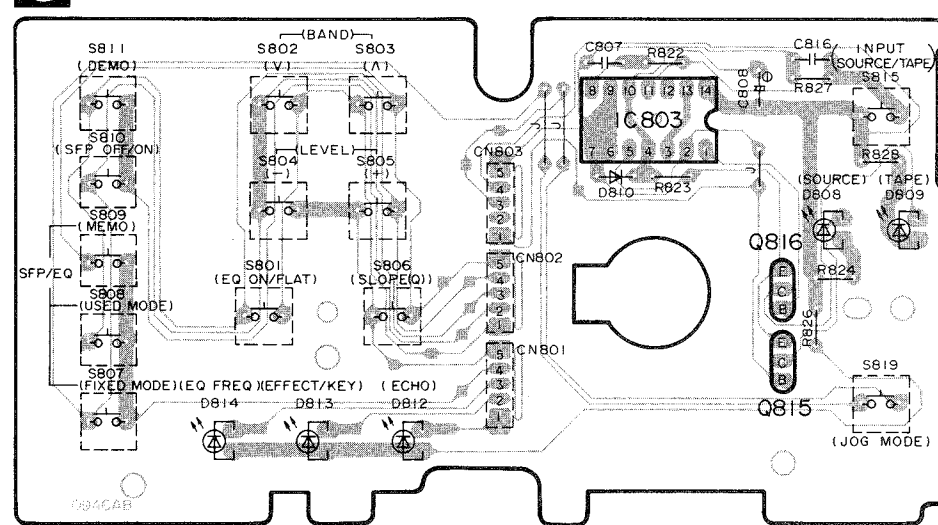 (BAND)
S811
(DEMO)
S802
(V)
S803
(Λ)
S810
(SFP OFF/ON)
(LEVEL)
S804
(-)
S805
(+)
S809
(MEMO)
SFP/EQ
S808
(USED MODE)
S801
(EQ ON/FLAT)
S806
(SLOPE(Q))
S807
(FIXED MODE)
(EQ FREQ)
D814
(EFFECT/KEY)
D813
(ECHO)
D812
CN803
5
4
3
2
1
CN802
5
4
3
2
1
CN801
5
4
3
2
1
C807
R822
8 9 10 11 12 13 14
IC803
7 6 5 4 3 2 1
D810
R823
J J
J
C808
C816
R827
INPUT
(SOURCE/TAPE)
S815
R828
(SOURCE)
D808
(TAPE)
D809
R824
Q816
E
C
B
R826
E
C
B
Q815
S819
(JOG MODE)